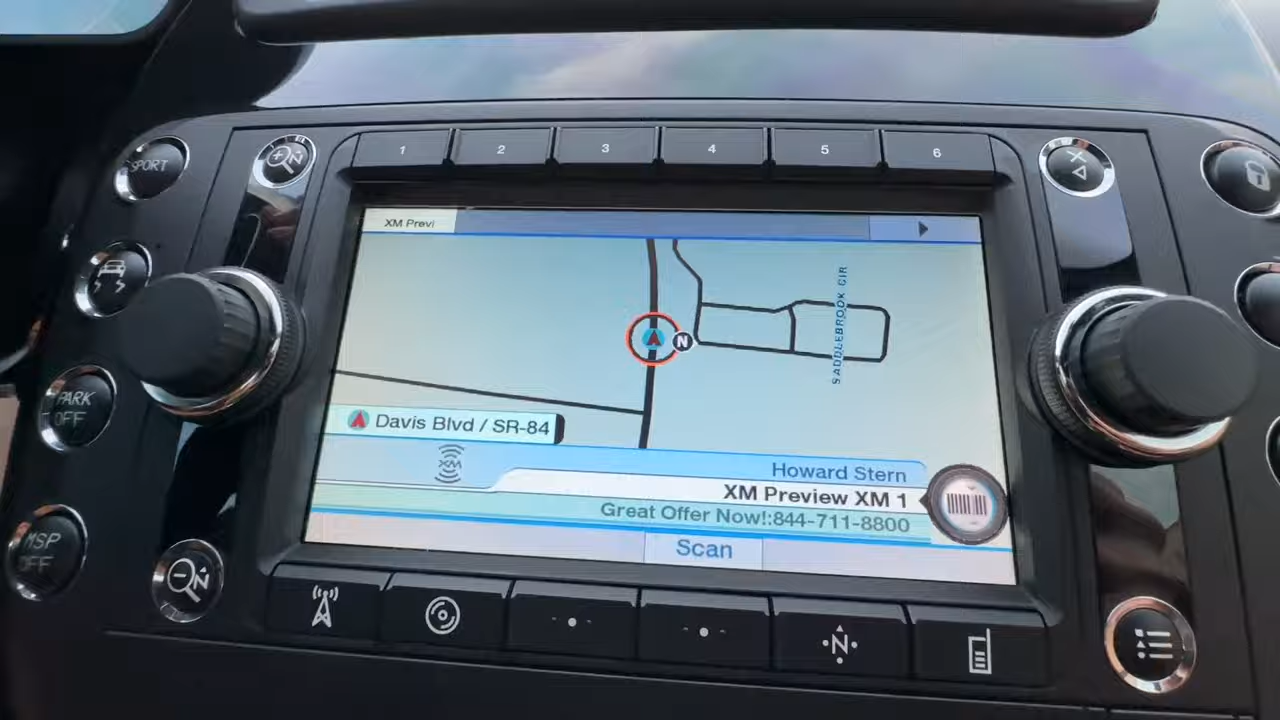 1 2 3 4 5 6
SPORT
N
XM Previ
SADDLEBROOK CIR
N
PARK
OFF
Davis Blvd / SR-84
XM
Howard Stern
XM Preview XM 1
Great Offer Now!:844-711-8800
Scan
MSP
OFF
N
N